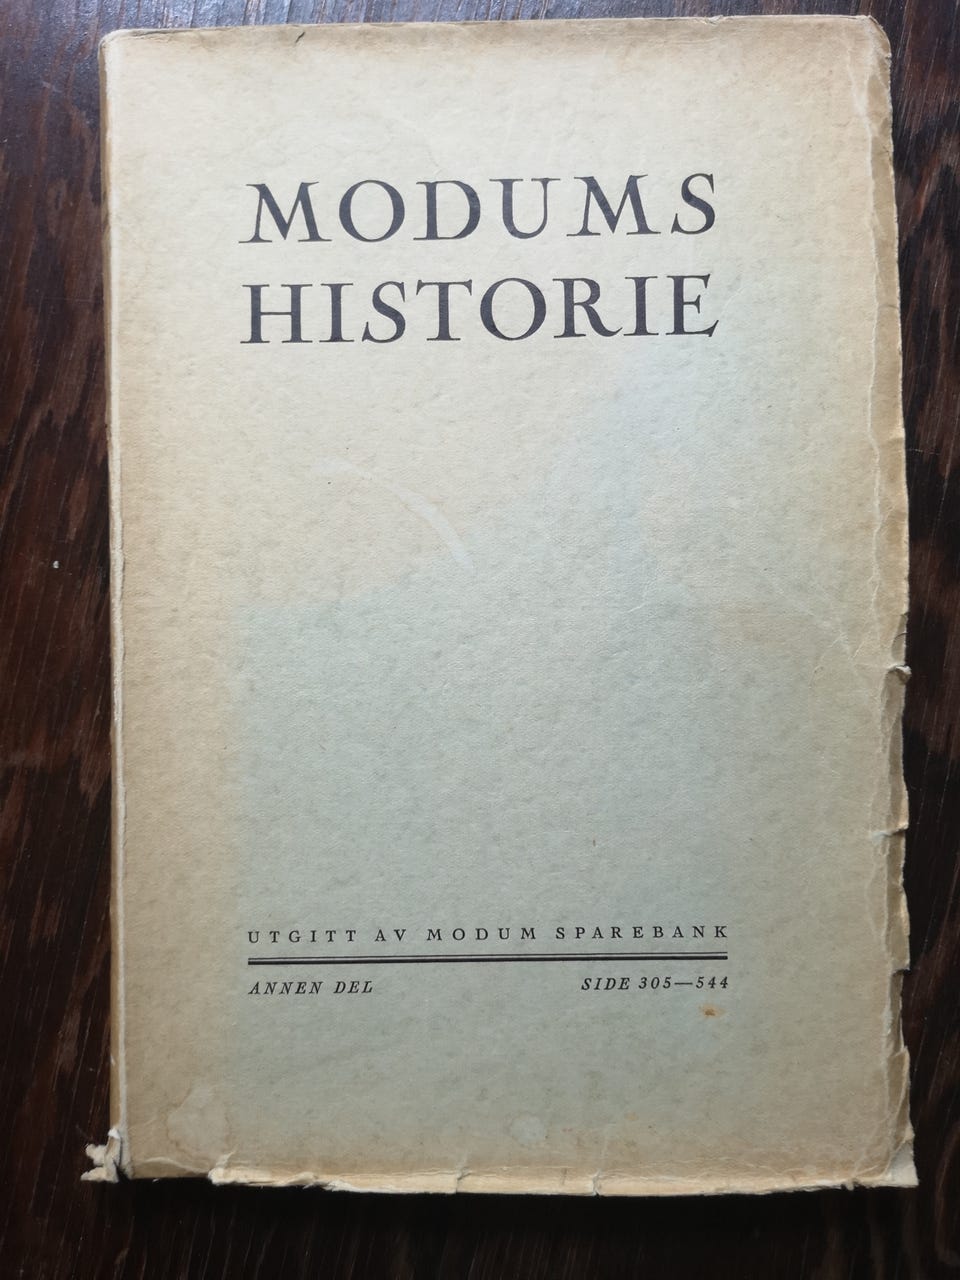 MODUMS
HISTORIE
UTGITT AV MODUM SPAREBANK
ANNEN DEL
SIDE 305—544